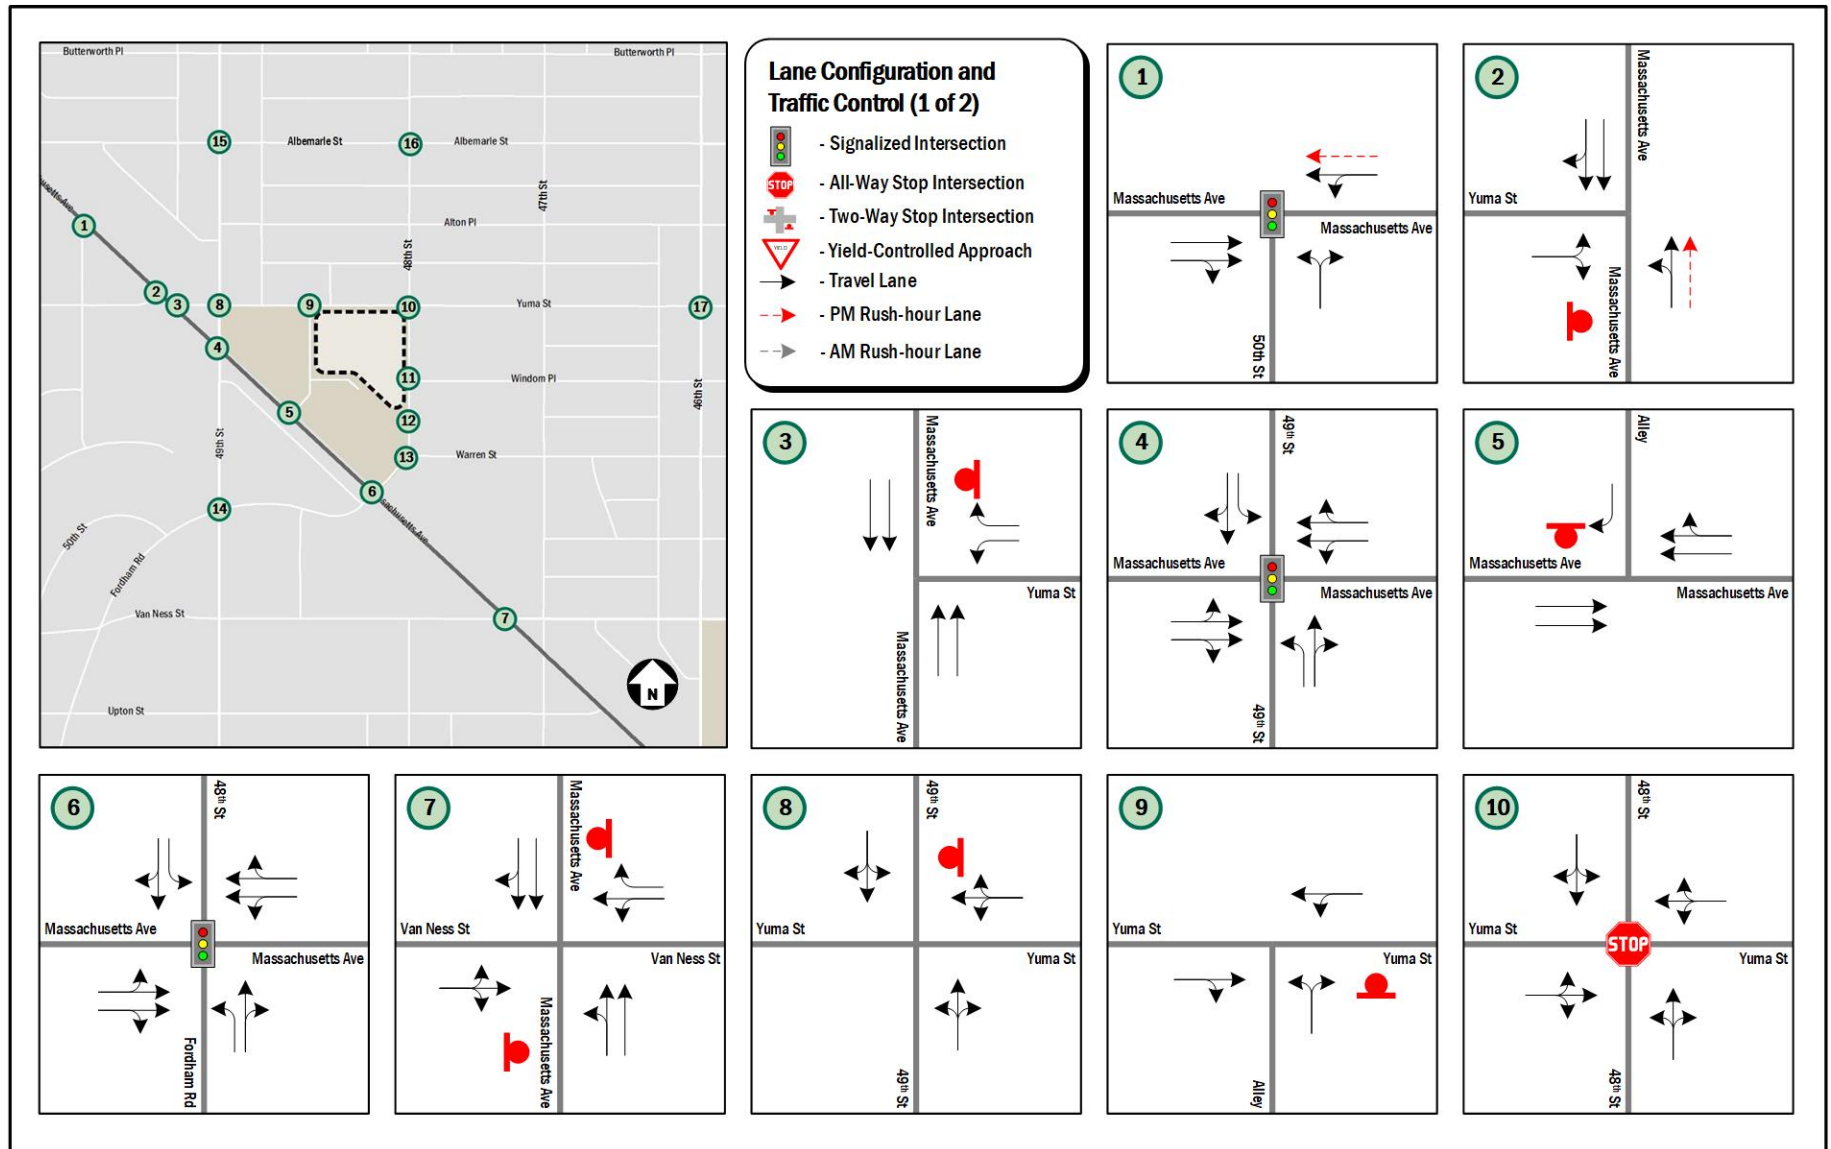 Butterworth Pl
Butterworth Pl
15
Albemarle St
16
Albemarle St
47th St
1
Alton Pl
48th St
2
3
8
9
10
Yuma St
17
4
11
Windom Pl
46th St
5
12
49th St
13
Warren St
6
14
Massachusetts Ave
50th St
Fordham Rd
Van Ness St
7
N
Upton St
Lane Configuration and
Traffic Control (1 of 2)
- Signalized Intersection
STOP
- All-Way Stop Intersection
- Two-Way Stop Intersection
YIELD
- Yield-Controlled Approach
- Travel Lane
- PM Rush-hour Lane
- AM Rush-hour Lane
1
Massachusetts Ave
Massachusetts Ave
50th St
2
Massachusetts Ave
Yuma St
Massachusetts Ave
3
Massachusetts Ave
Yuma St
Massachusetts Ave
4
49th St
Massachusetts Ave
Massachusetts Ave
49th St
5
Alley
Massachusetts Ave
Massachusetts Ave
6
48th St
Massachusetts Ave
Massachusetts Ave
Fordham Rd
7
Massachusetts Ave
Van Ness St
Van Ness St
Massachusetts Ave
8
49th St
Yuma St
Yuma St
49th St
9
Yuma St
Yuma St
Alley
10
48th St
Yuma St
STOP
Yuma St
48th St